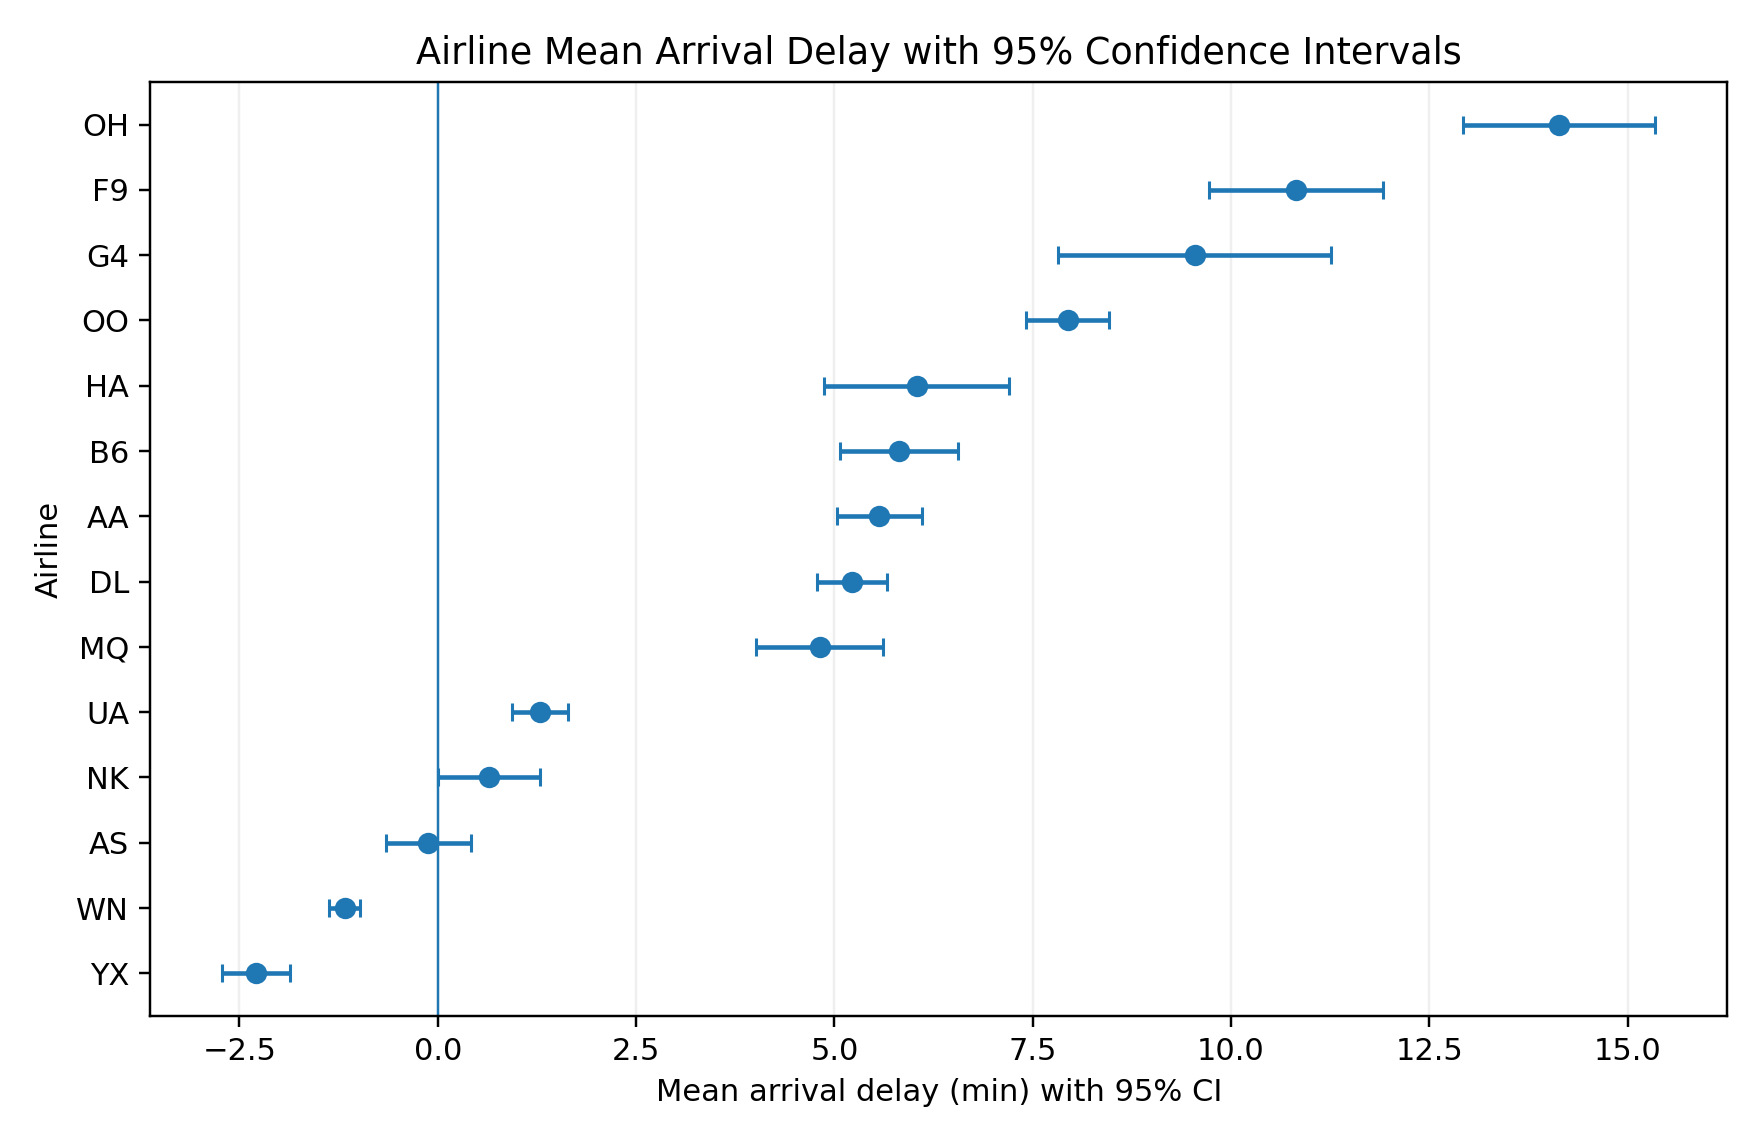 Airline Mean Arrival Delay with 95% Confidence Intervals
OH
F9
G4
OO
HA
B6
AA
DL
MQ
UA
NK
AS
WN
YX
Airline
−2.5 0.0 2.5 5.0 7.5 10.0 12.5 15.0
Mean arrival delay (min) with 95% CI